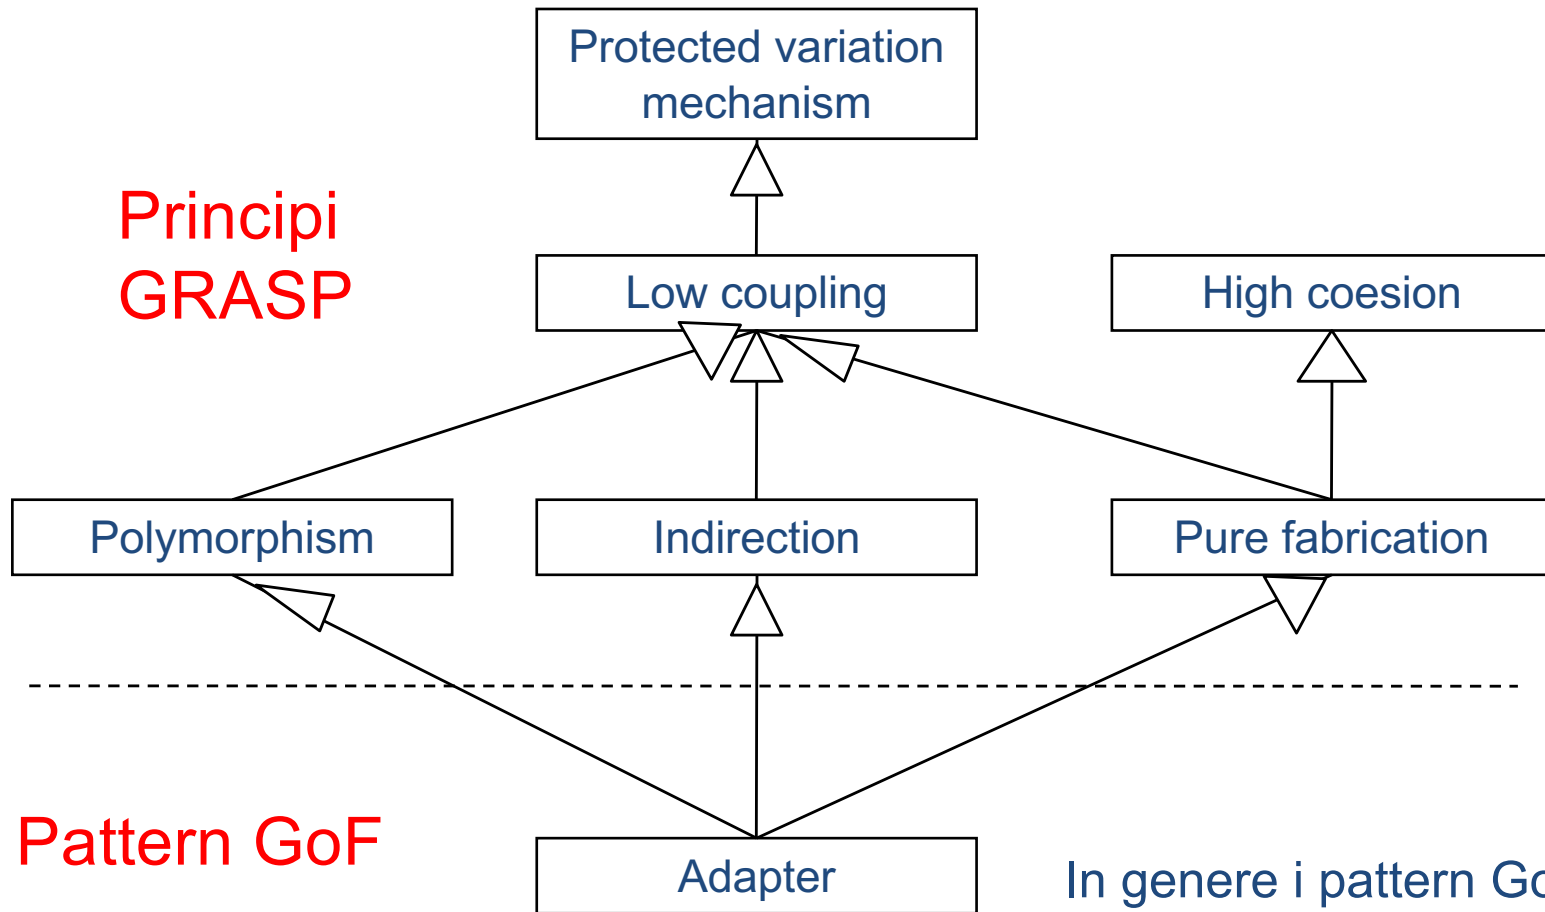 Protected variation
mechanism
Principi
GRASP
Low coupling
High coesion
Polymorphism
Indirection
Pure fabrication
Pattern GoF
Adapter
In genere i pattern Go